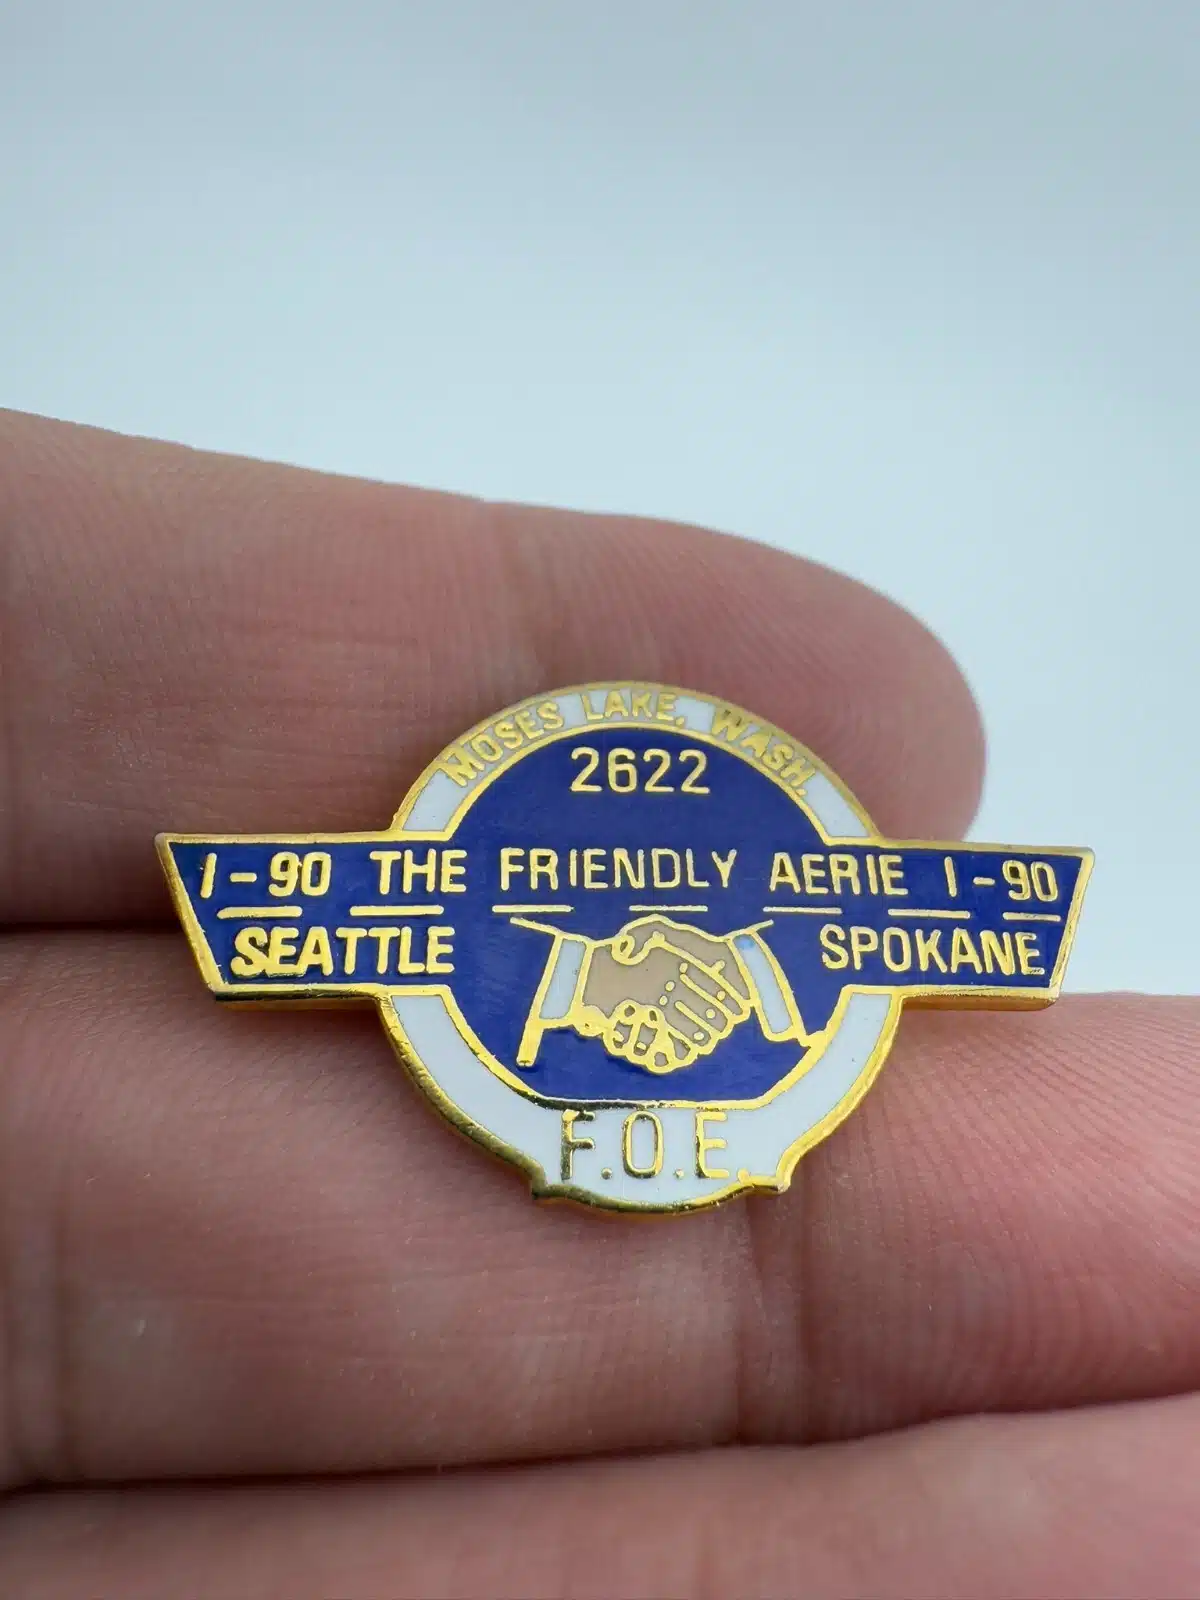 MOSES LAKE, WASH.
2622
I-90 THE FRIENDLY AERIE I-90
SEATTLE SPOKANE
F.O.E.